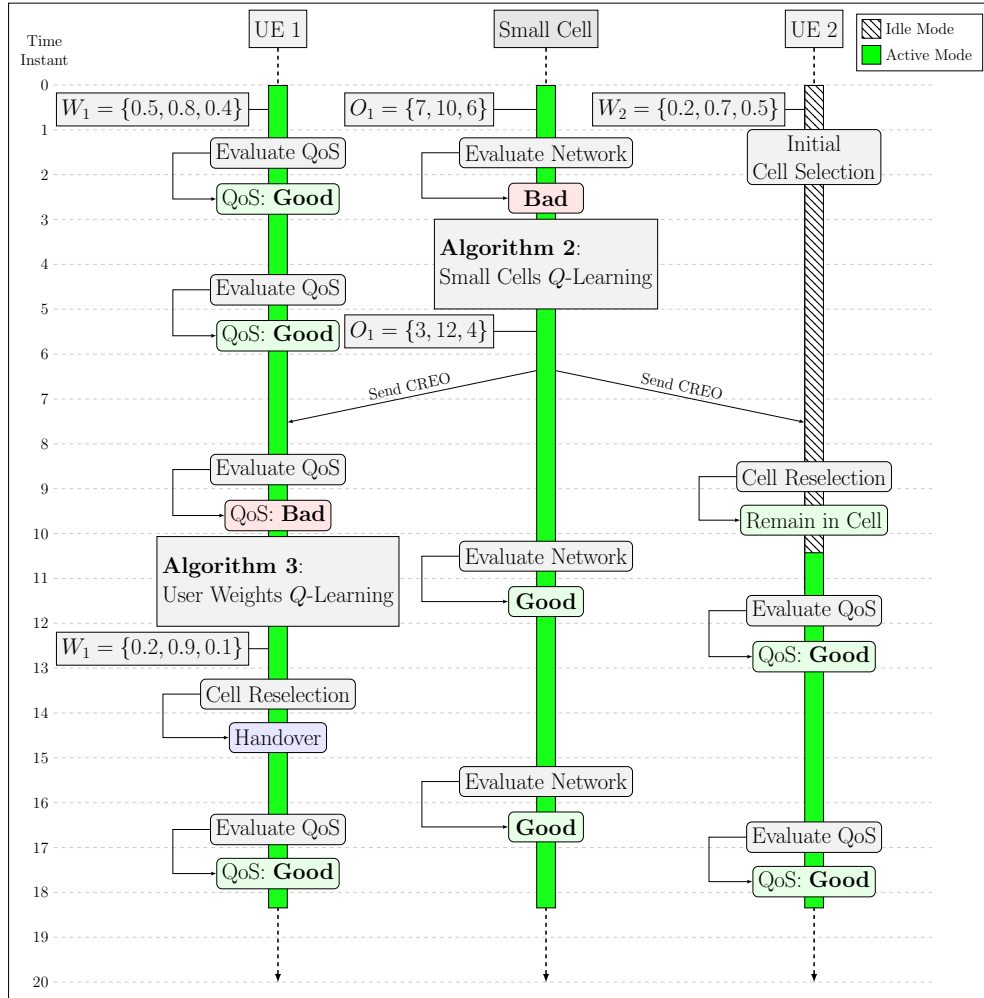 UE 1
Small Cell
UE 2
Idle Mode
Active Mode
Time
Instant
0
$W_1 = \{0.5, 0.8, 0.4\}$
$O_1 = \{7, 10, 6\}$
$W_2 = \{0.2, 0.7, 0.5\}$
1
Initial
Cell Selection
Evaluate QoS
Evaluate Network
2
QoS: Good
Bad
3
Algorithm 2:
Small Cells Q-Learning
4
Evaluate QoS
5
QoS: Good
$O_1 = \{3, 12, 4\}$
6
Send CREO
Send CREO
7
8
Evaluate QoS
Cell Reselection
9
QoS: Bad
Remain in Cell
10
Algorithm 3:
User Weights Q-Learning
Evaluate Network
11
Good
Evaluate QoS
12
$W_1 = \{0.2, 0.9, 0.1\}$
QoS: Good
13
Cell Reselection
14
Handover
15
Evaluate Network
16
Evaluate QoS
Good
Evaluate QoS
17
QoS: Good
QoS: Good
18
19
20